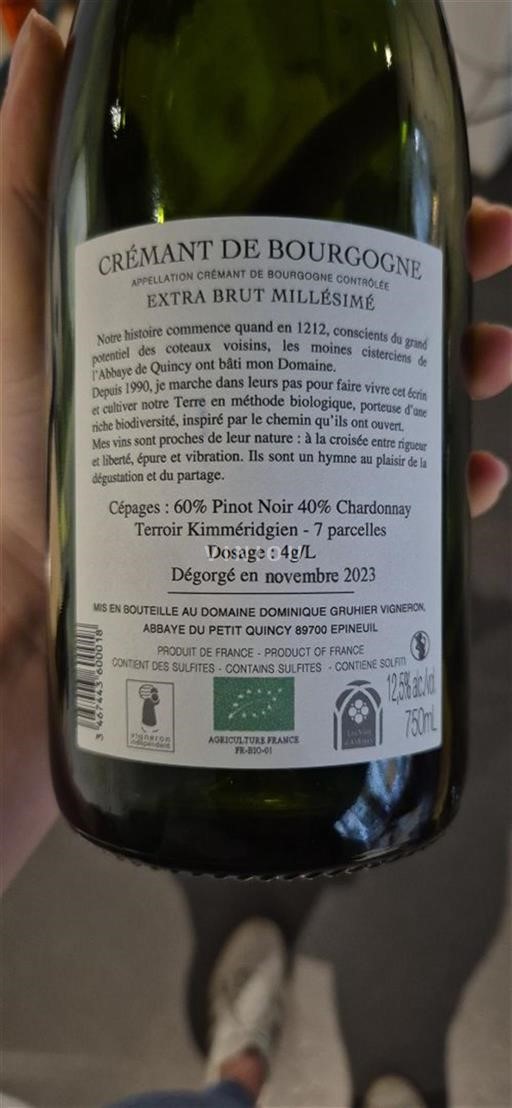 CRÉMANT DE BOURGOGNE
APPELLATION CRÉMANT DE BOURGOGNE CONTRÔLÉE
EXTRA BRUT MILLÉSIMÉ
Notre histoire commence quand en 1212, conscients du grand
potentiel des coteaux voisins, les moines cisterciens de
l'Abbaye de Quincy ont bâti mon Domaine.
Depuis 1990, je marche dans leurs pas pour faire vivre cet écrin
et cultiver notre Terre en méthode biologique, porteuse d'une
riche biodiversité, inspiré par le chemin qu'ils ont ouvert.
Mes vins sont proches de leur nature : à la croisée entre rigueur
et liberté, épure et vibration. Ils sont un hymne au plaisir de la
dégustation et du partage.
Cépages : 60% Pinot Noir 40% Chardonnay
Terroir Kimméridgien - 7 parcelles
Dosage : 4g/L
Dégorgé en novembre 2023
MIS EN BOUTEILLE AU DOMAINE DOMINIQUE GRUHIER VIGNERON,
ABBAYE DU PETIT QUINCY 89700 EPINEUIL
PRODUIT DE FRANCE - PRODUCT OF FRANCE
CONTIENT DES SULFITES - CONTAINS SULFITES - CONTIENE SOLFITI
12,5% alc./vol.
750mL
3 467443 600018
vigneron
indépendant
AGRICULTURE FRANCE
FR-BIO-01